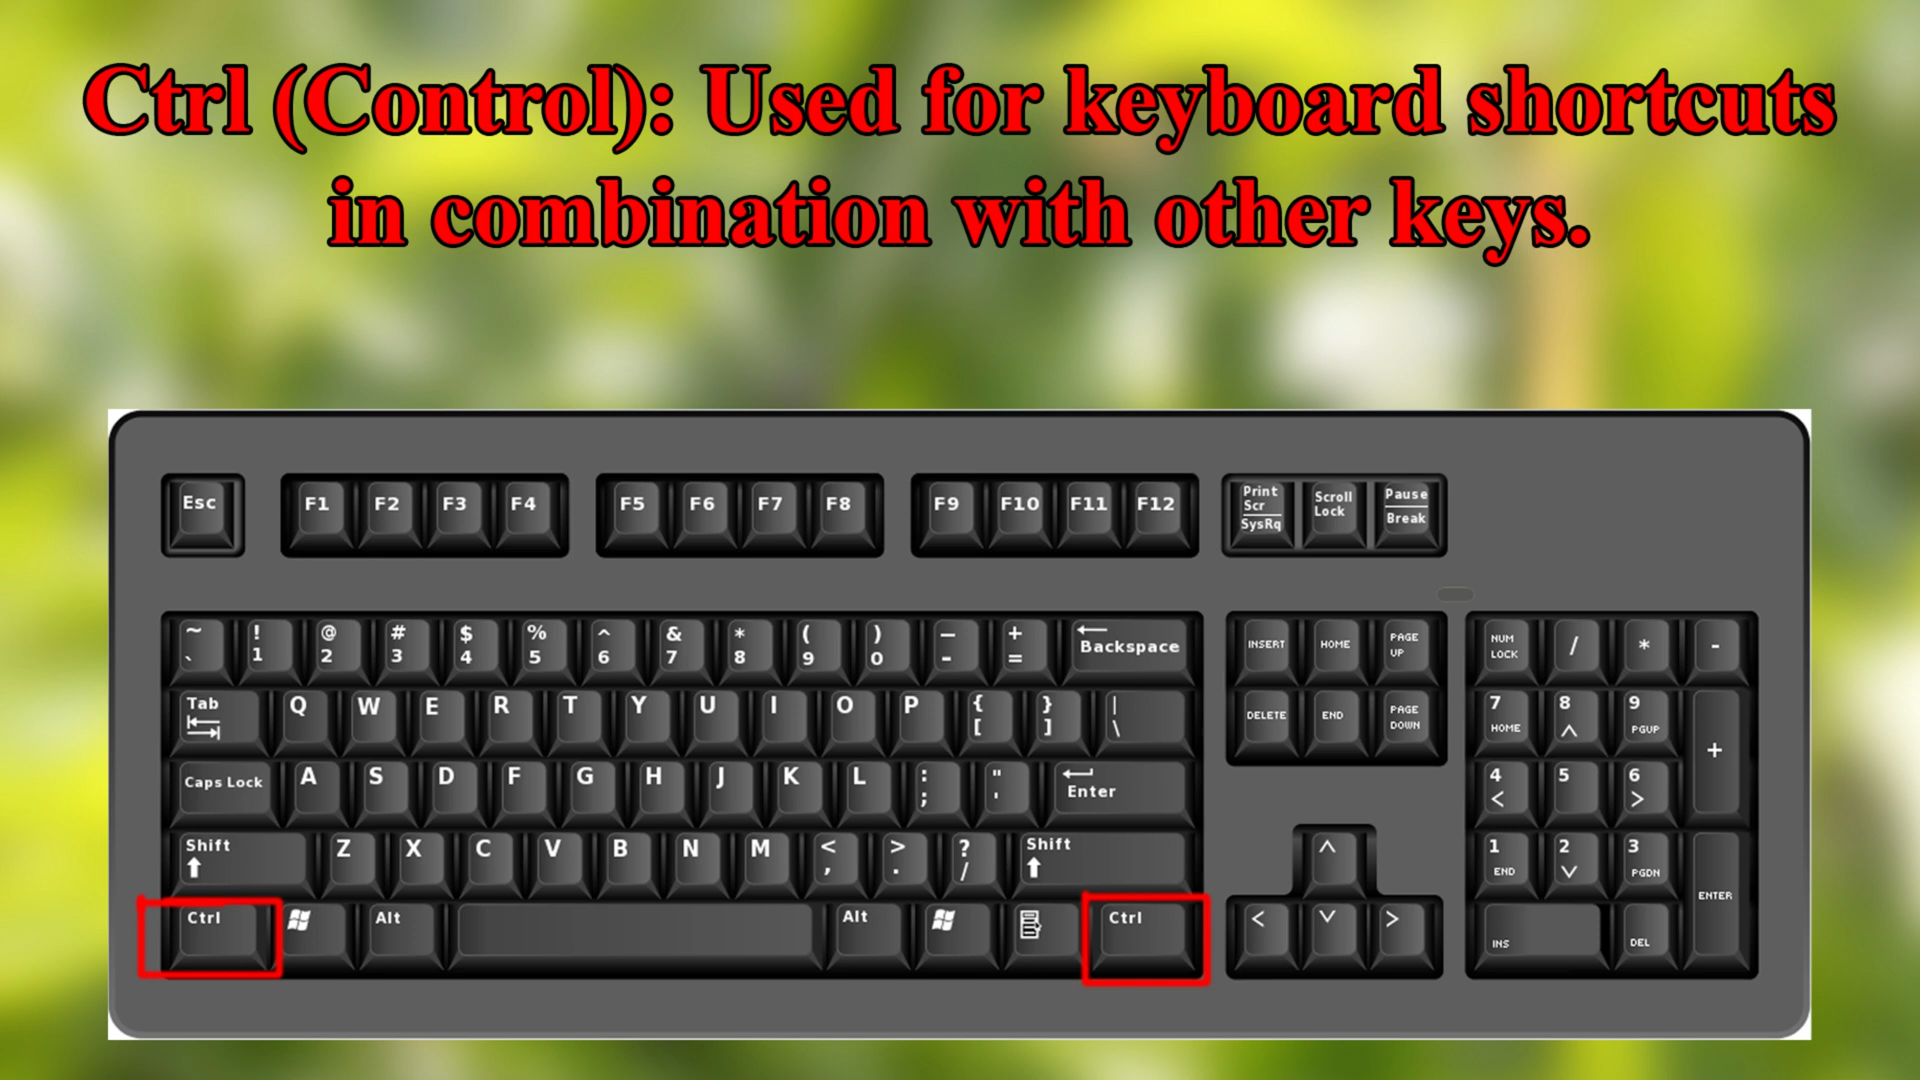 Ctrl (Control): Used for keyboard shortcuts
in combination with other keys.
Esc F1 F2 F3 F4 F5 F6 F7 F8 F9 F10 F11 F12 Print Scr SysRq Scroll Lock Pause Break
~ ` ! 1 @ 2 # 3 $ 4 % 5 ^ 6 & 7 * 8 ( 9 ) 0 _ - + = Backspace INSERT HOME PAGE UP NUM LOCK / * -
Tab Q W E R T Y U I O P { [ } ] | \ DELETE END PAGE DOWN 7 HOME 8 ^ 9 PGUP +
Caps Lock A S D F G H J K L : ; " ' Enter 4 < 5 6 >
Shift Z X C V B N M < , > . ? / Shift ^ 1 END 2 v 3 PGDN ENTER
Ctrl Alt Alt Ctrl < v > INS DEL